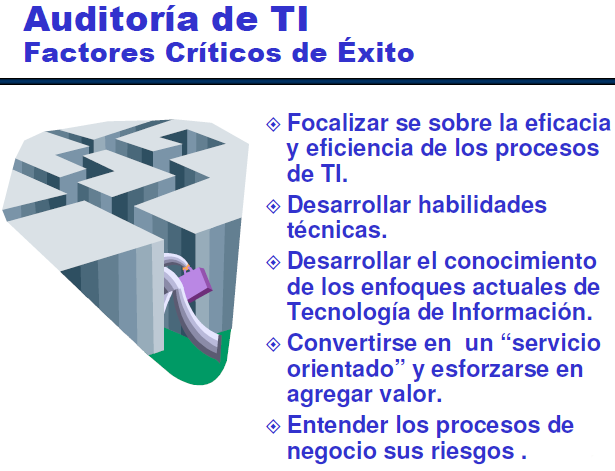 Auditoría de TI
Factores Críticos de Éxito
Focalizar se sobre la eficacia
y eficiencia de los procesos
de TI.
Desarrollar habilidades
técnicas.
Desarrollar el conocimiento
de los enfoques actuales de
Tecnología de Información.
Convertirse en un “servicio
orientado” y esforzarse en
agregar valor.
Entender los procesos de
negocio sus riesgos .